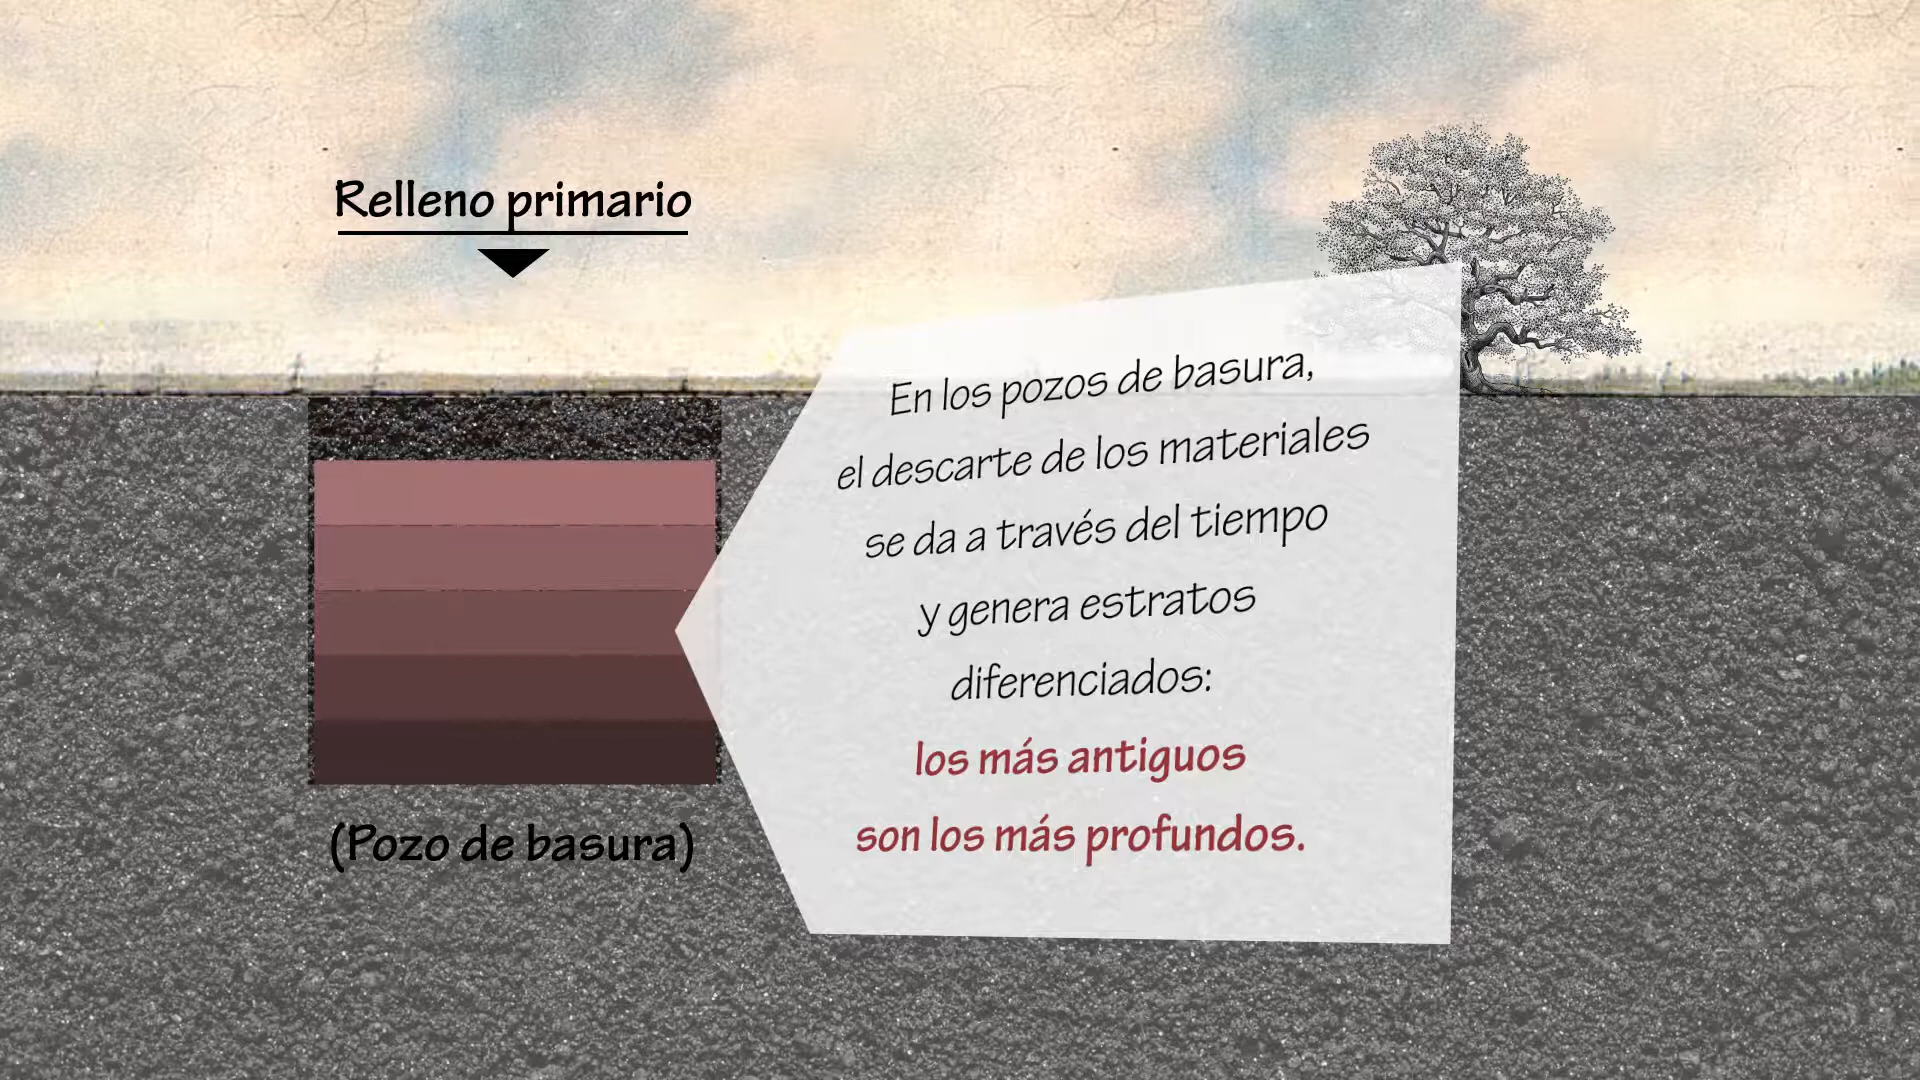 Relleno primario
En los pozos de basura,
el descarte de los materiales
se da a través del tiempo
y genera estratos
diferenciados:
los más antiguos
son los más profundos.
(Pozo de basura)